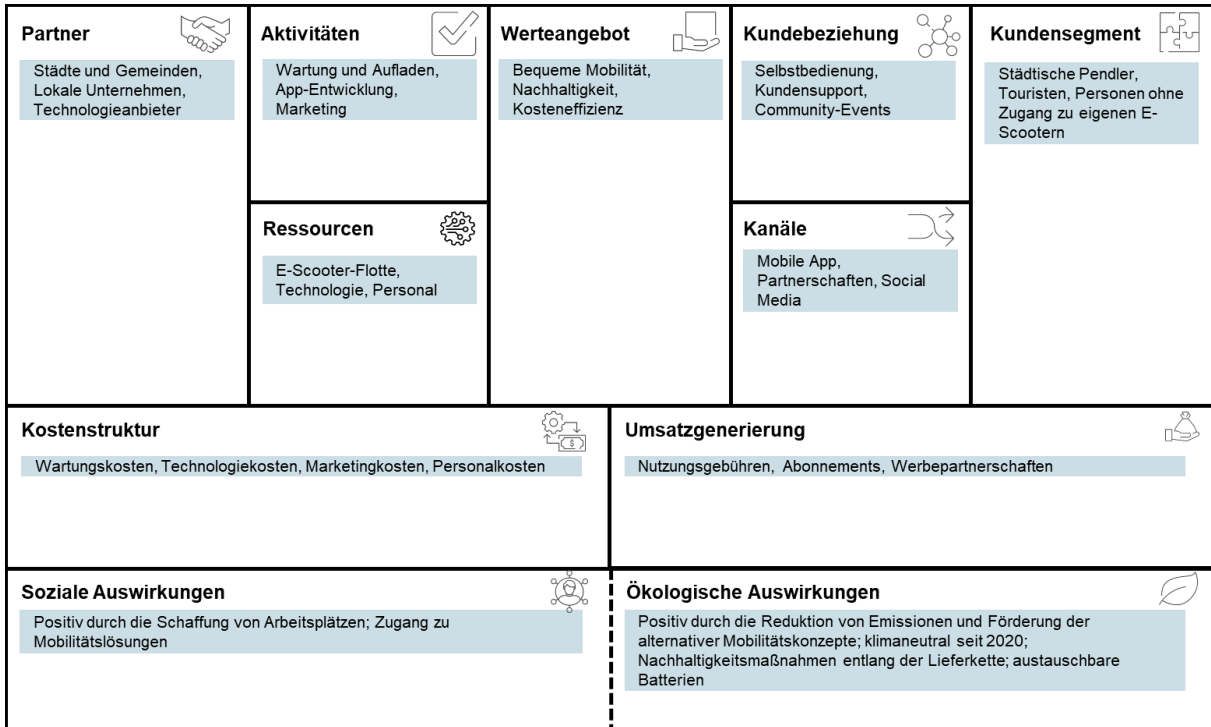 Partner
Städte und Gemeinden,
Lokale Unternehmen,
Technologieanbieter
Aktivitäten
Wartung und Aufladen,
App-Entwicklung,
Marketing
Ressourcen
E-Scooter-Flotte,
Technologie, Personal
Werteangebot
Bequeme Mobilität,
Nachhaltigkeit,
Kosteneffizienz
Kundebeziehung
Selbstbedienung,
Kundensupport,
Community-Events
Kanäle
Mobile App,
Partnerschaften, Social
Media
Kundensegment
Städtische Pendler,
Touristen, Personen ohne
Zugang zu eigenen E-
Scootern
Kostenstruktur
Wartungskosten, Technologiekosten, Marketingkosten, Personalkosten
Umsatzgenerierung
Nutzungsgebühren, Abonnements, Werbepartnerschaften
Soziale Auswirkungen
Positiv durch die Schaffung von Arbeitsplätzen; Zugang zu
Mobilitätslösungen
Ökologische Auswirkungen
Positiv durch die Reduktion von Emissionen und Förderung der
alternativer Mobilitätskonzepte; klimaneutral seit 2020;
Nachhaltigkeitsmaßnahmen entlang der Lieferkette; austauschbare
Batterien